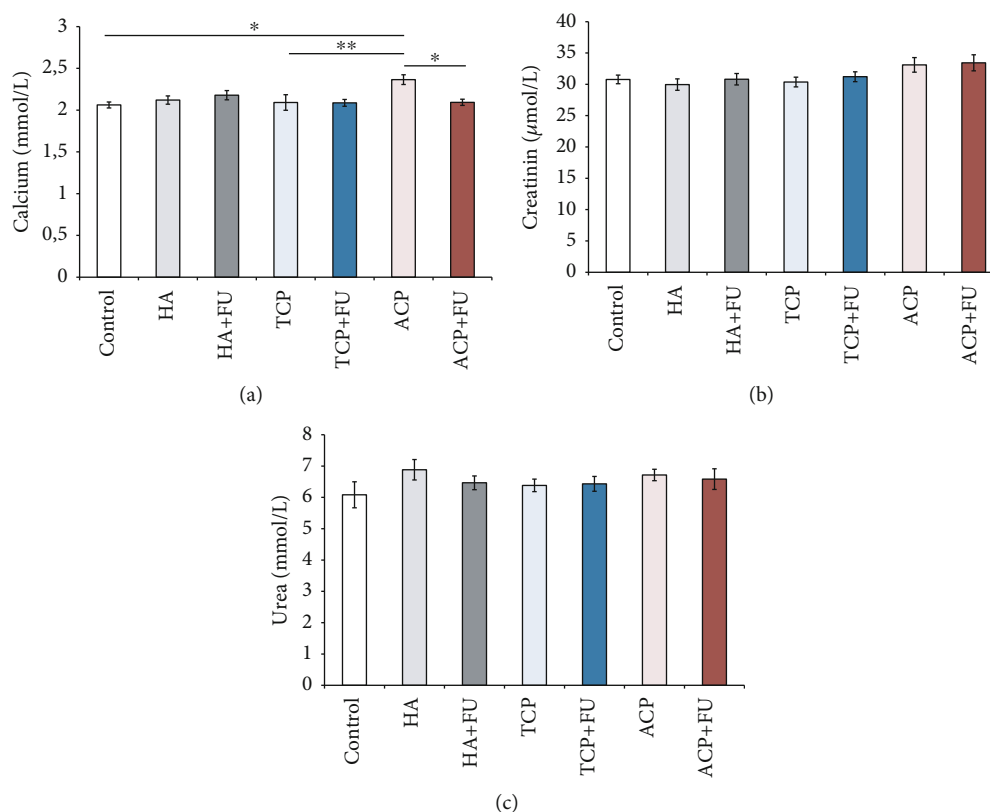 Calcium (mmol/L)
3
2,5
2
1,5
1
0,5
0
*
**
*
Control
HA
HA+FU
TCP
TCP+FU
ACP
ACP+FU
(a)
Creatinin (μmol/L)
40
35
30
25
20
15
10
5
0
Control
HA
HA+FU
TCP
TCP+FU
ACP
ACP+FU
(b)
Urea (mmol/L)
8
7
6
5
4
3
2
1
0
Control
HA
HA+FU
TCP
TCP+FU
ACP
ACP+FU
(c)